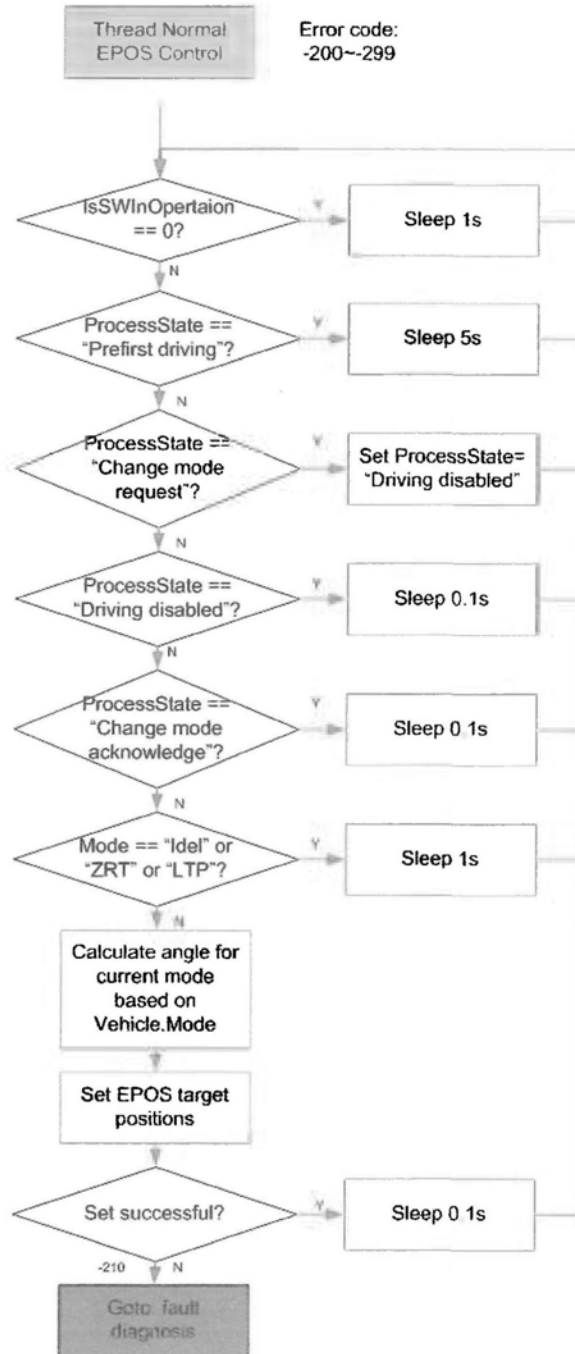 Thread Normal
EPOS Control
Error code:
-200~-299
IsSWInOpertaion
== 0?
Y
Sleep 1s
N
ProcessState ==
“Prefirst driving”?
Y
Sleep 5s
N
ProcessState ==
“Change mode
request”?
Y
Set ProcessState=
“Driving disabled”
N
ProcessState ==
“Driving disabled”?
Y
Sleep 0.1s
N
ProcessState ==
“Change mode
acknowledge”?
Y
Sleep 0.1s
N
Mode == “Idel” or
“ZRT” or “LTP”?
Y
Sleep 1s
N
Calculate angle for
current mode
based on
Vehicle.Mode
Set EPOS target
positions
Set successful?
Y
Sleep 0.1s
-210
N
Goto: fault
diagnosis